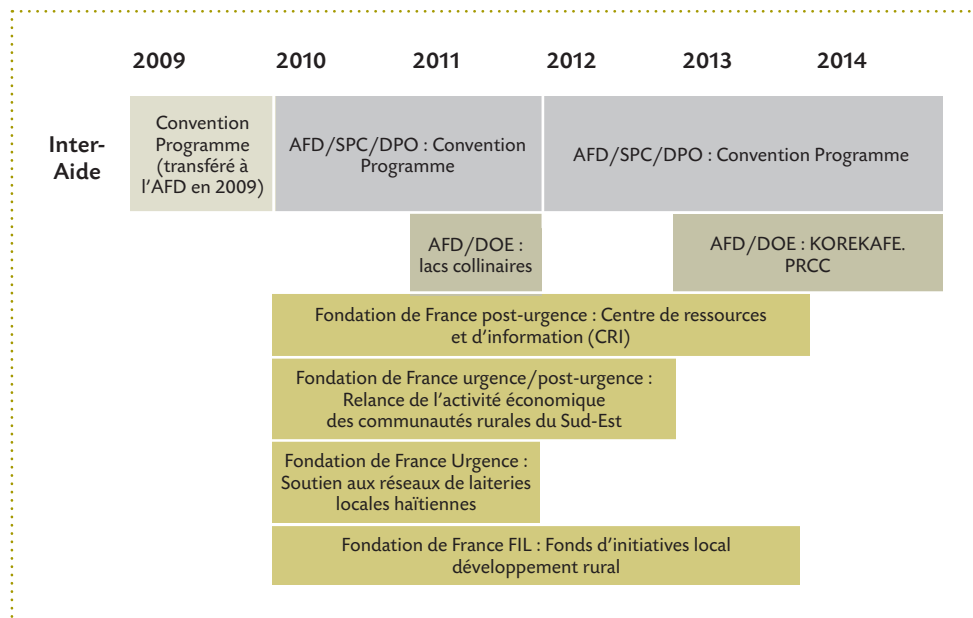 2009 2010 2011 2012 2013 2014
Inter-
Aide
Convention
Programme
(transféré à
l'AFD en 2009)
AFD/SPC/DPO : Convention
Programme
AFD/SPC/DPO : Convention Programme
AFD/DOE :
lacs collinaires
AFD/DOE : KOREKAFE.
PRCC
Fondation de France post-urgence : Centre de ressources
et d'information (CRI)
Fondation de France urgence/post-urgence :
Relance de l'activité économique
des communautés rurales du Sud-Est
Fondation de France Urgence :
Soutien aux réseaux de laiteries
locales haïtiennes
Fondation de France FIL : Fonds d'initiatives local
développement rural